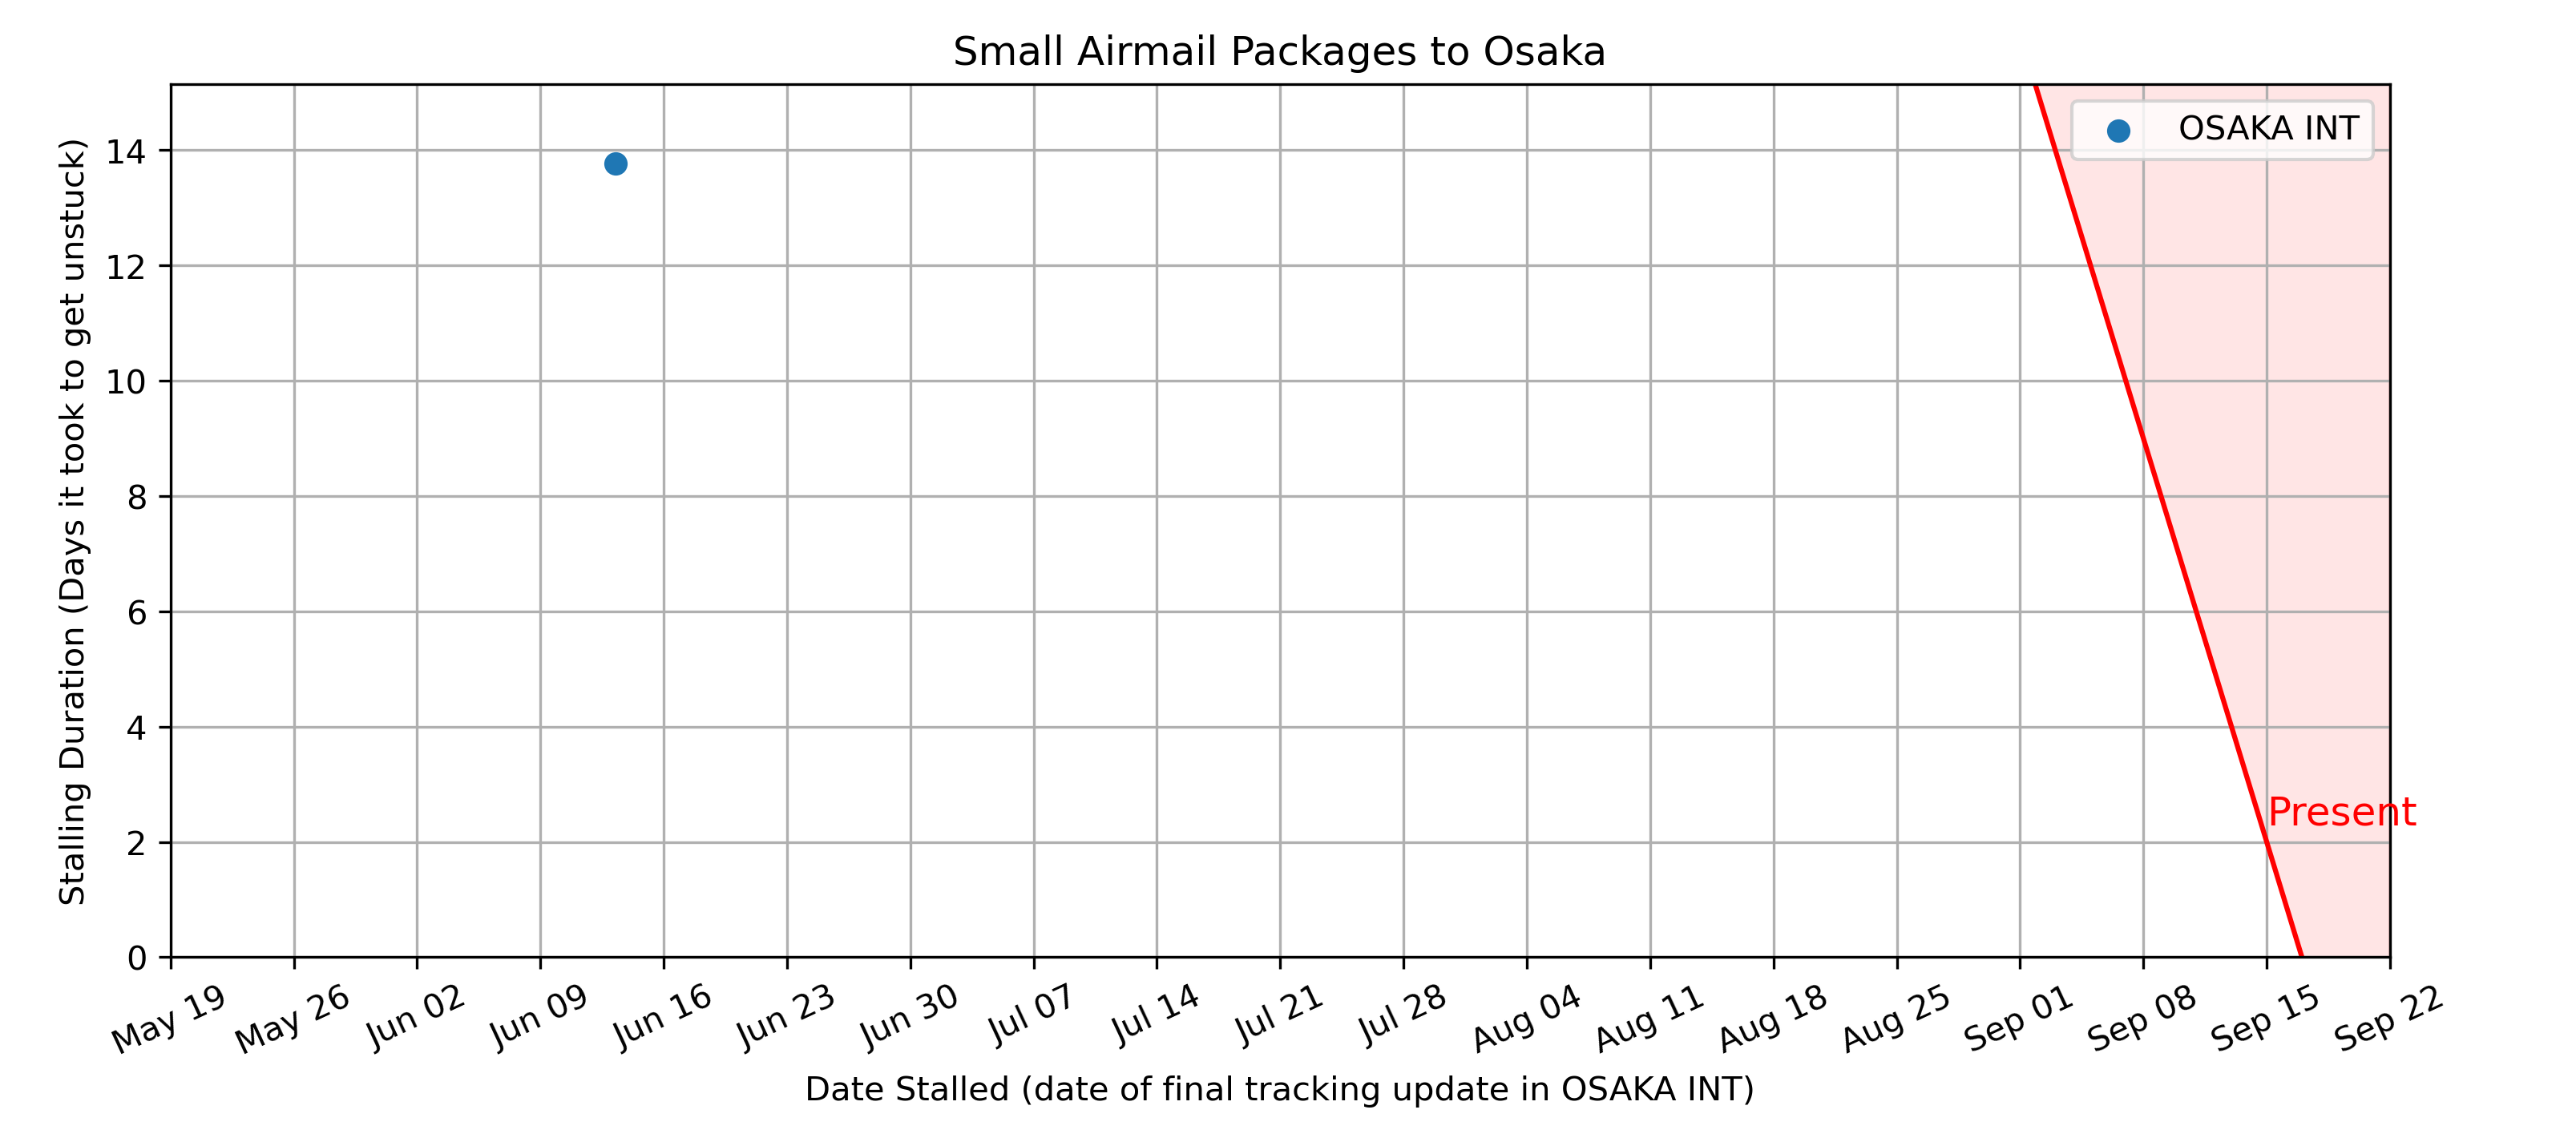 Small Airmail Packages to Osaka
OSAKA INT
Stalling Duration (Days it took to get unstuck)
14
12
10
8
6
4
2
0
Present
May 19
May 26
Jun 02
Jun 09
Jun 16
Jun 23
Jun 30
Jul 07
Jul 14
Jul 21
Jul 28
Aug 04
Aug 11
Aug 18
Aug 25
Sep 01
Sep 08
Sep 15
Sep 22
Date Stalled (date of final tracking update in OSAKA INT)